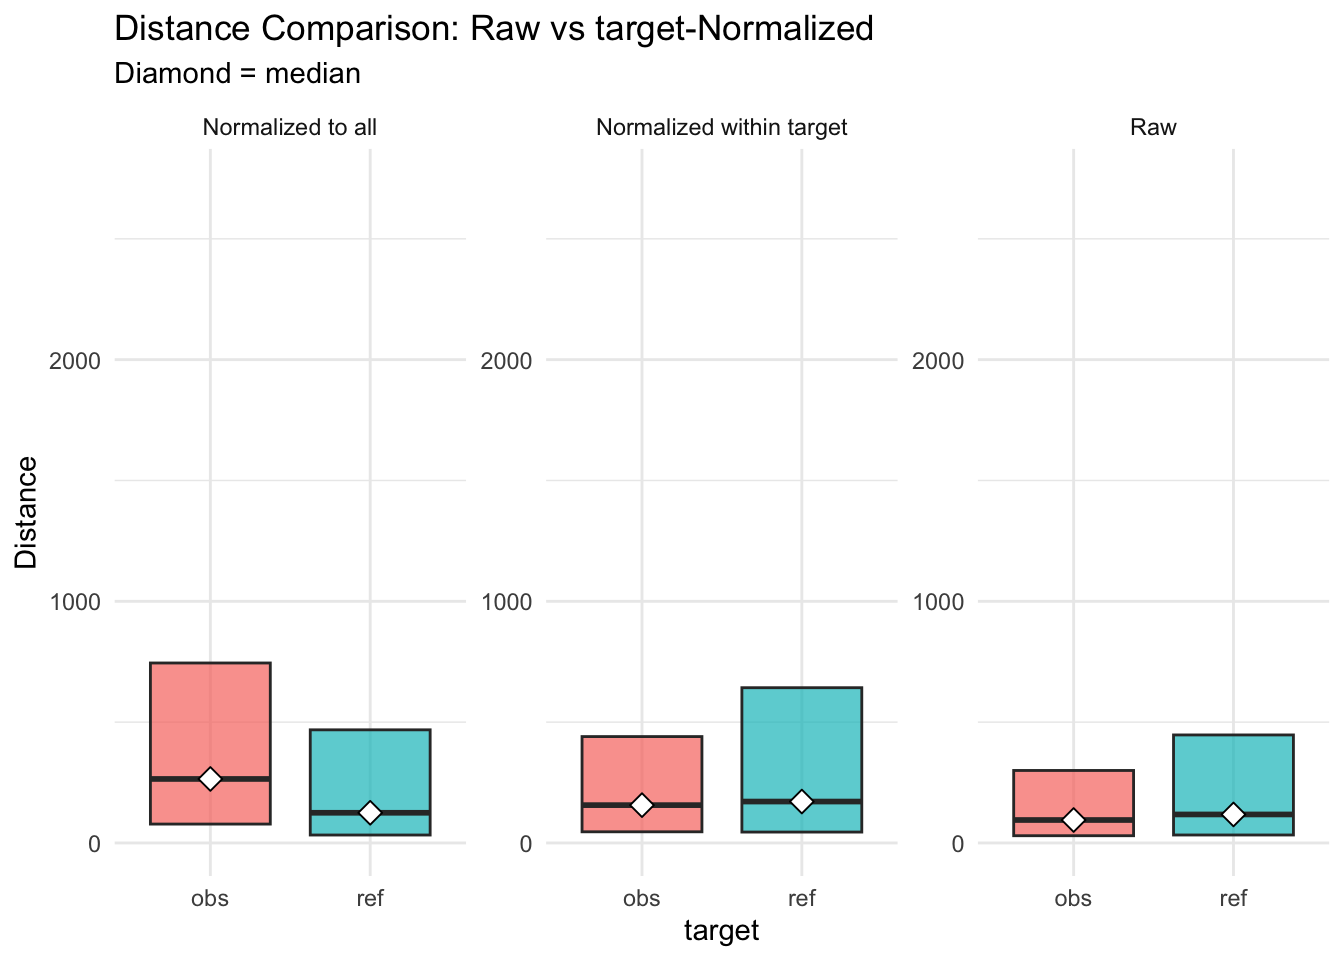 Distance Comparison: Raw vs target-Normalized
Diamond = median
Normalized to all
Normalized within target
Raw
Distance
2000
1000
0
2000
1000
0
2000
1000
0
obs
ref
obs
ref
obs
ref
target